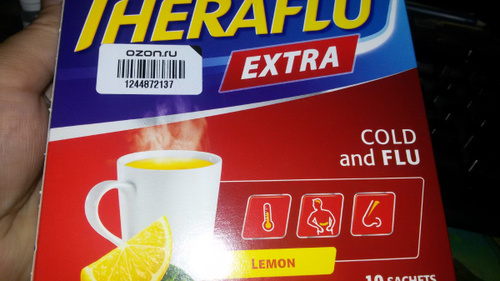 THERAFLU
ozon.ru
1244872137
EXTRA
COLD
and FLU
LEMON
10 SACHETS